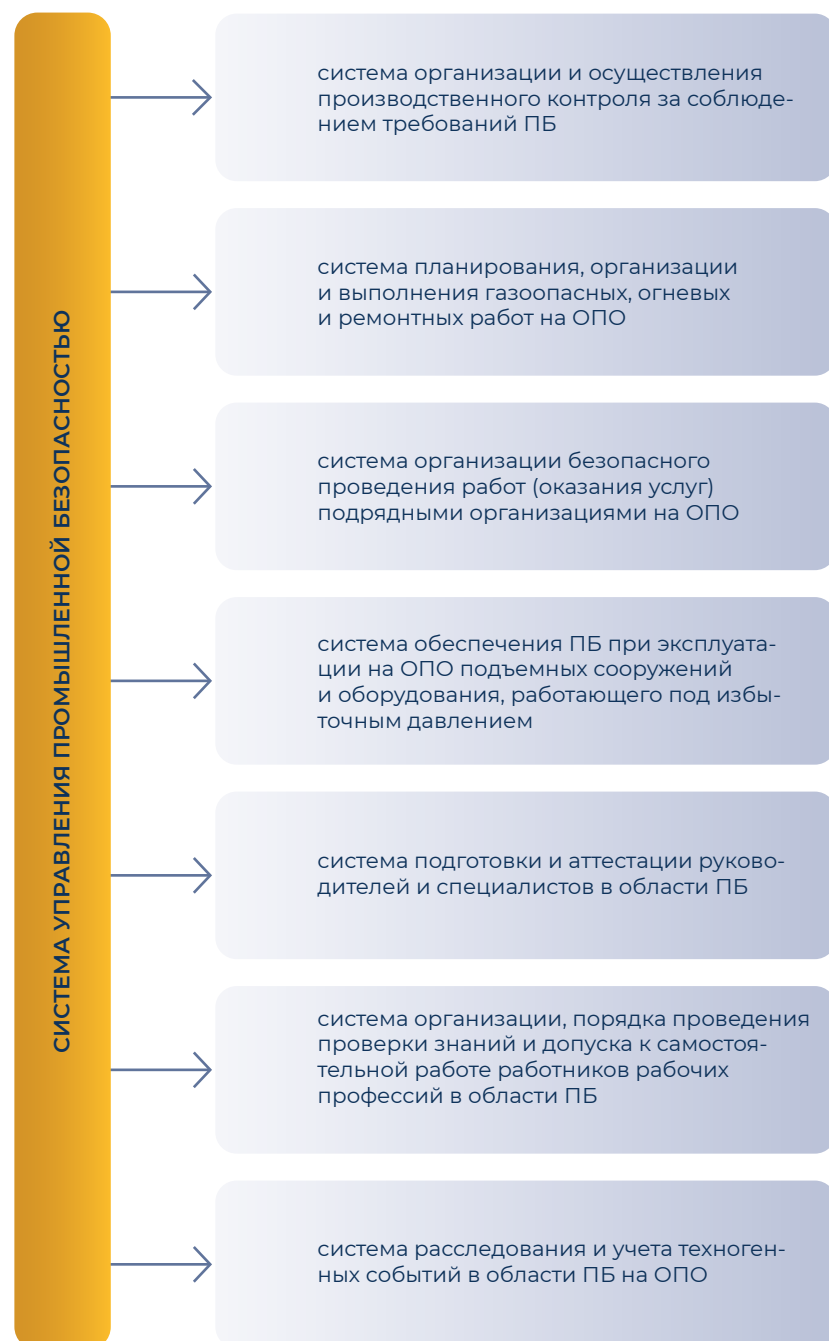 СИСТЕМА УПРАВЛЕНИЯ ПРОМЫШЛЕННОЙ БЕЗОПАСНОСТЬЮ
система организации и осуществления
производственного контроля за соблюде-
нием требований ПБ
система планирования, организации
и выполнения газоопасных, огневых
и ремонтных работ на ОПО
система организации безопасного
проведения работ (оказания услуг)
подрядными организациями на ОПО
система обеспечения ПБ при эксплуата-
ции на ОПО подъемных сооружений
и оборудования, работающего под избы-
точным давлением
система подготовки и аттестации руково-
дителей и специалистов в области ПБ
система организации, порядка проведения
проверки знаний и допуска к самостоя-
тельной работе работников рабочих
профессий в области ПБ
система расследования и учета техноген-
ных событий в области ПБ на ОПО